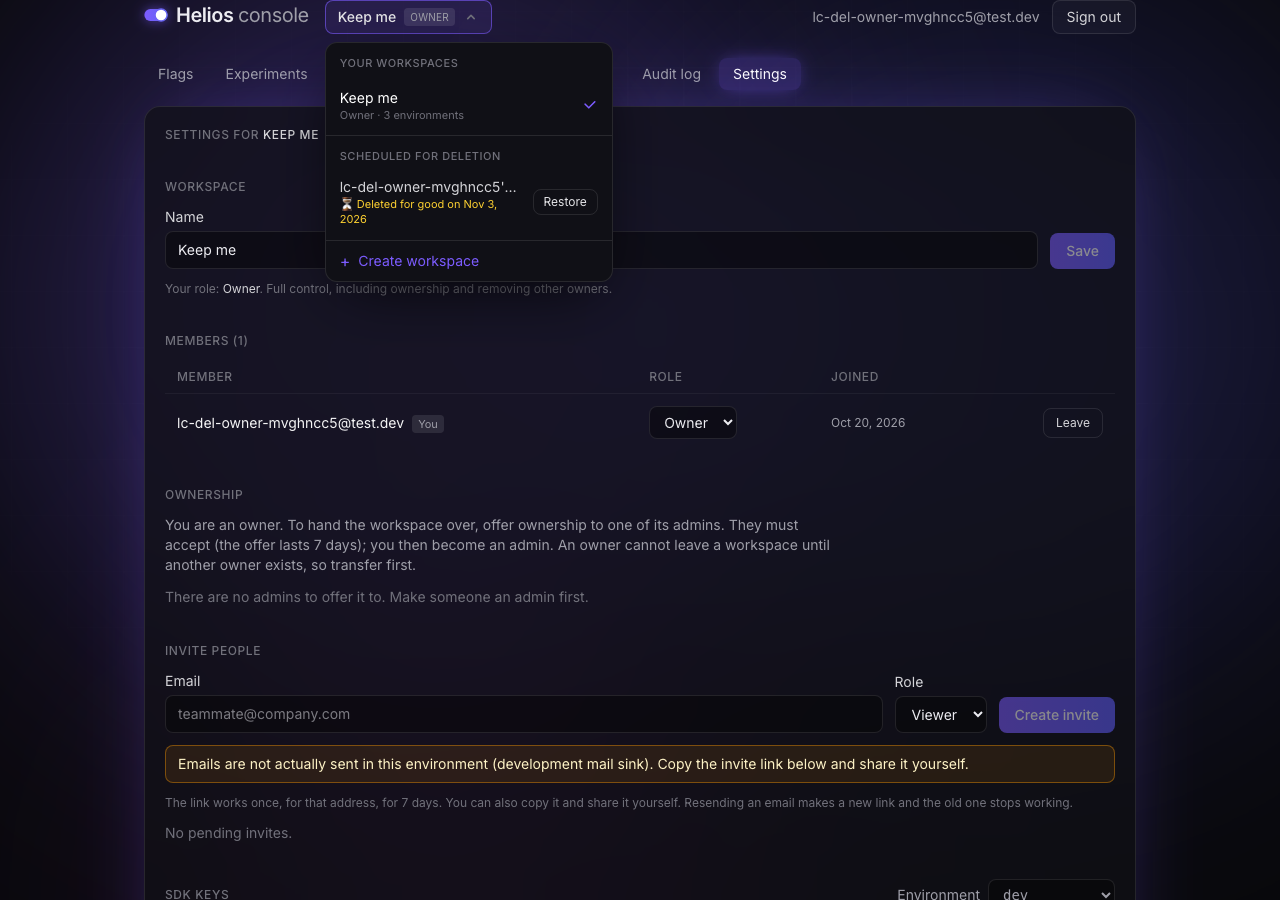 Helios console
Keep me OWNER
lc-del-owner-mvghncc5@test.dev
Sign out
YOUR WORKSPACES
Keep me
Owner · 3 environments
SCHEDULED FOR DELETION
lc-del-owner-mvghncc5'...
⏳ Deleted for good on Nov 3,
2026
Restore
+ Create workspace
Flags
Experiments
Audit log
Settings
SETTINGS FOR KEEP ME
WORKSPACE
Name
Keep me
Save
Your role: Owner. Full control, including ownership and removing other owners.
MEMBERS (1)
MEMBER ROLE JOINED
lc-del-owner-mvghncc5@test.dev You Owner Oct 20, 2026 Leave
OWNERSHIP
You are an owner. To hand the workspace over, offer ownership to one of its admins. They must
accept (the offer lasts 7 days); you then become an admin. An owner cannot leave a workspace until
another owner exists, so transfer first.
There are no admins to offer it to. Make someone an admin first.
INVITE PEOPLE
Email
Role
teammate@company.com
Viewer
Create invite
Emails are not actually sent in this environment (development mail sink). Copy the invite link below and share it yourself.
The link works once, for that address, for 7 days. You can also copy it and share it yourself. Resending an email makes a new link and the old one stops working.
No pending invites.
SDK KEYS
Environment dev